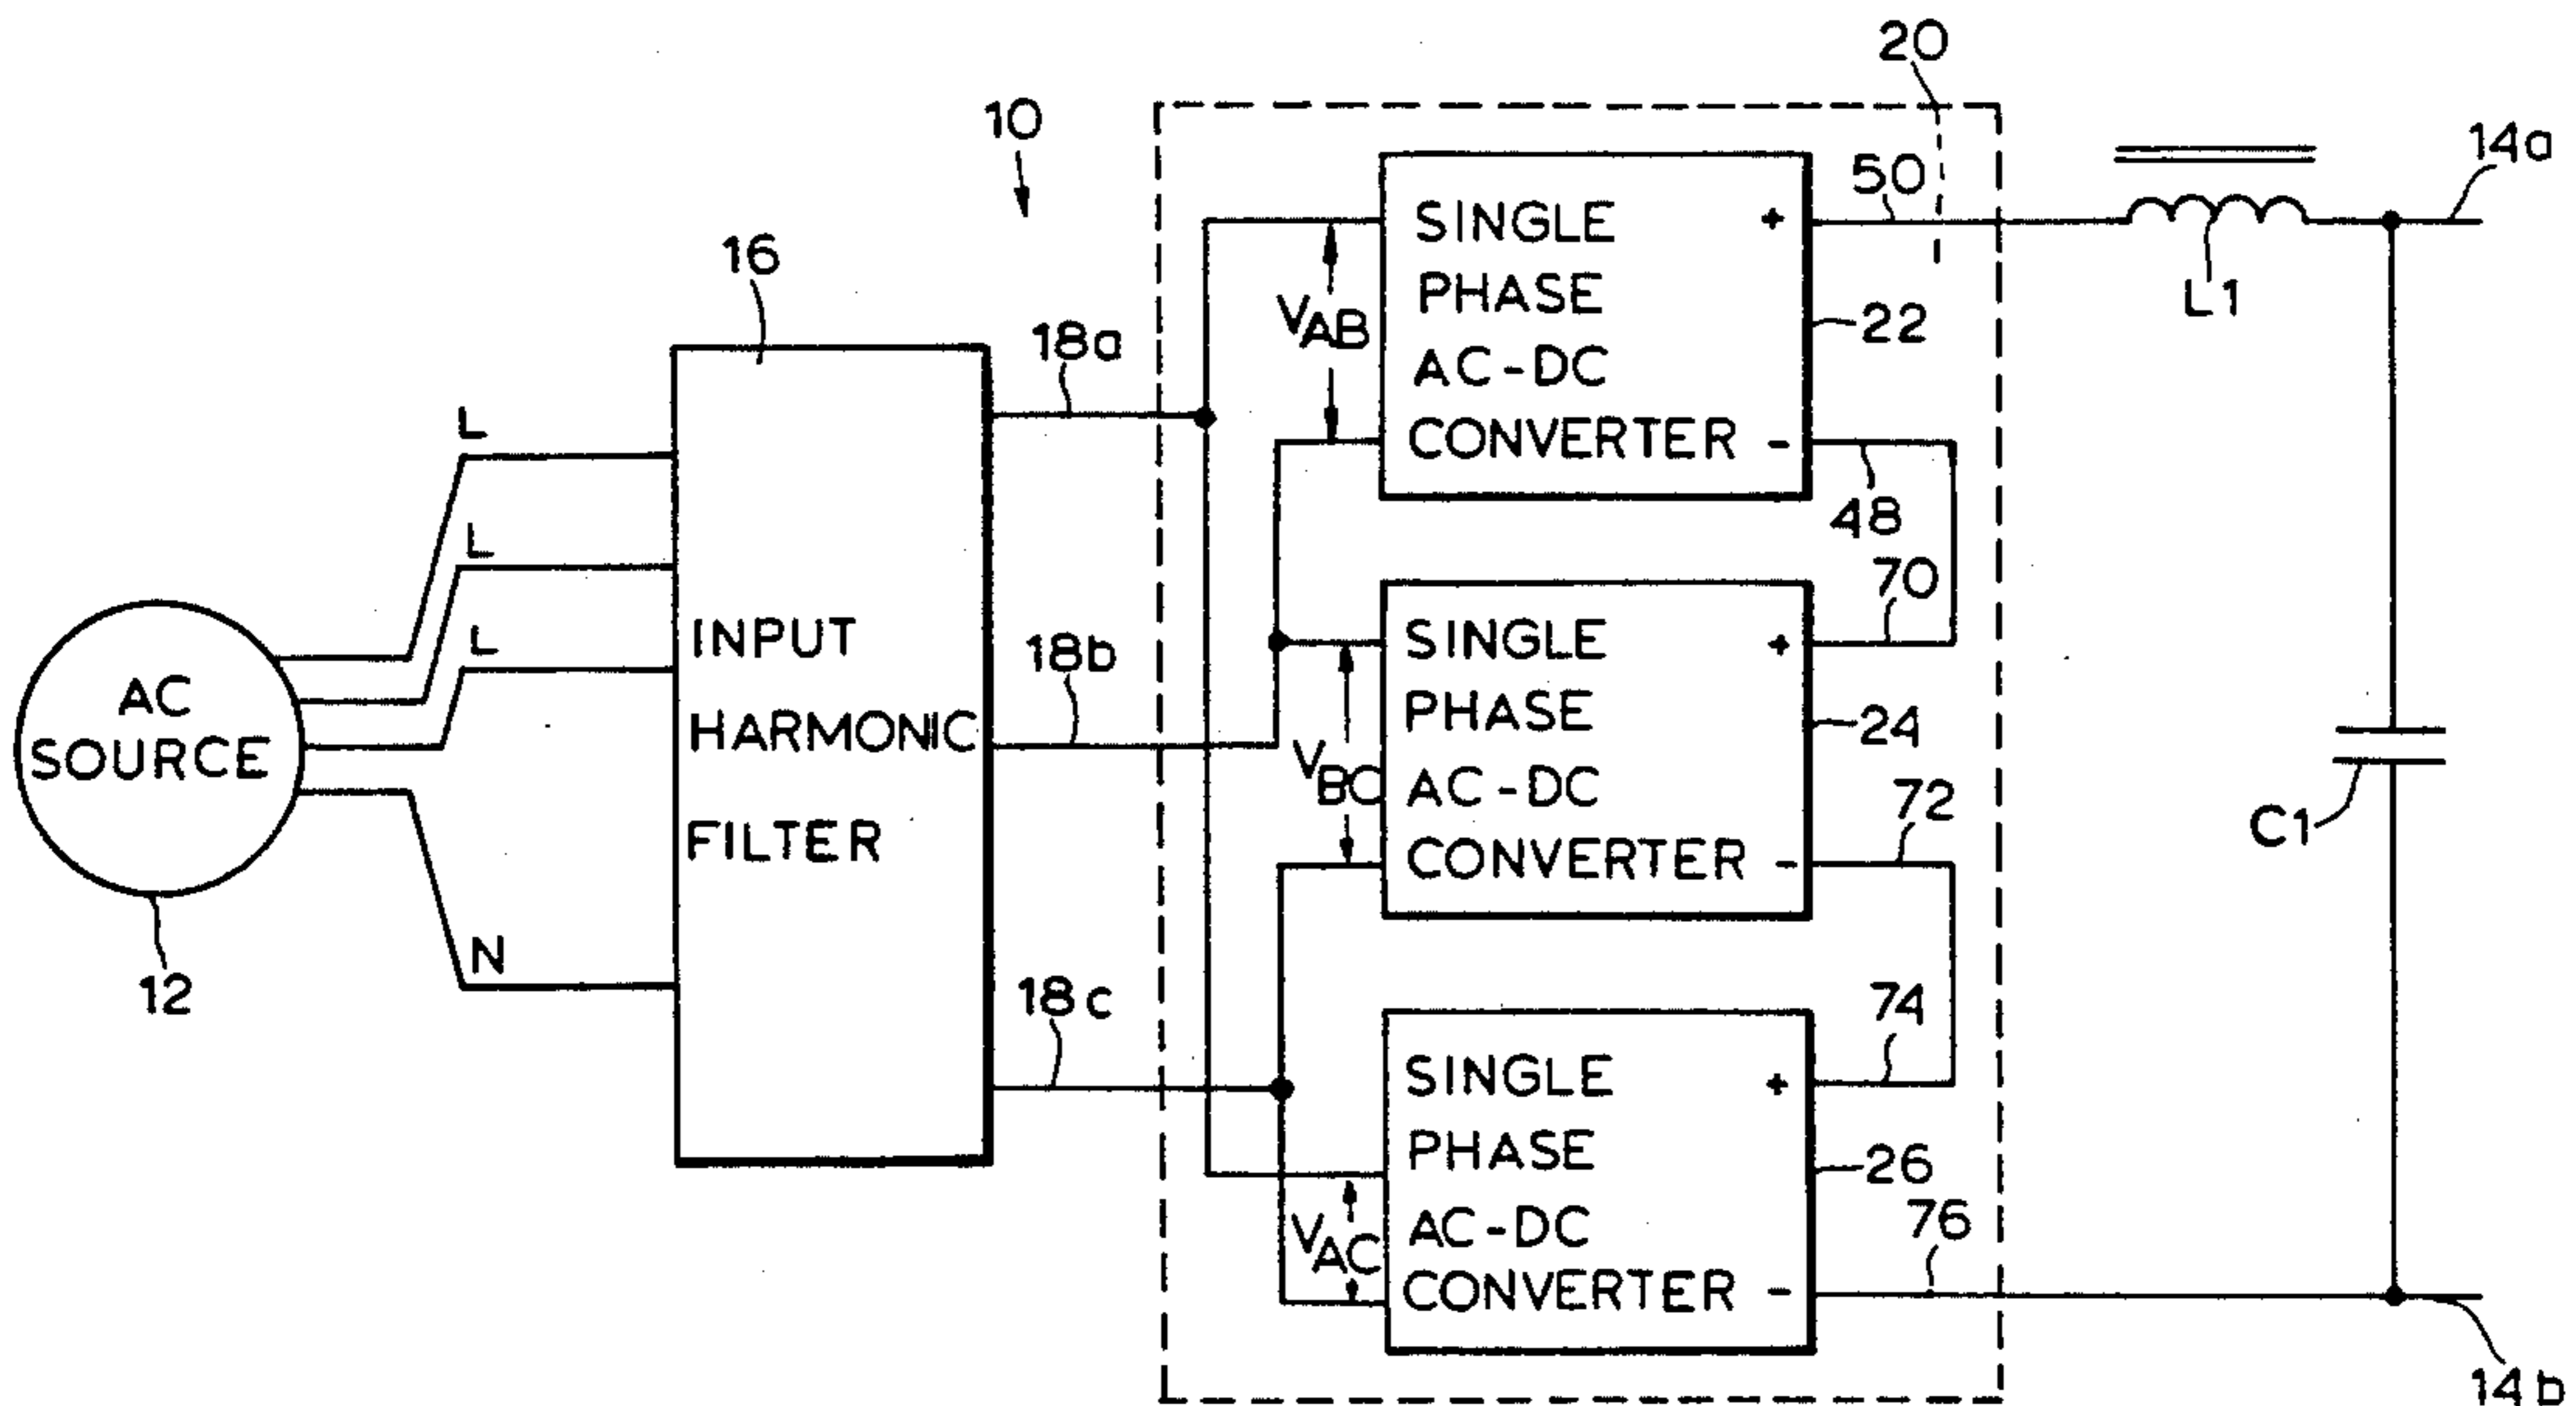 20
10
14a
50
16
SINGLE +
PHASE
AC-DC
CONVERTER -
VAB
22
L1
18a
L
48
L
70
L
INPUT
HARMONIC
FILTER
18b
SINGLE +
PHASE
AC-DC
CONVERTER -
VBC
24
AC
SOURCE
72
C1
N
12
18c
74
SINGLE +
PHASE
AC-DC
CONVERTER -
VAC
26
76
14b